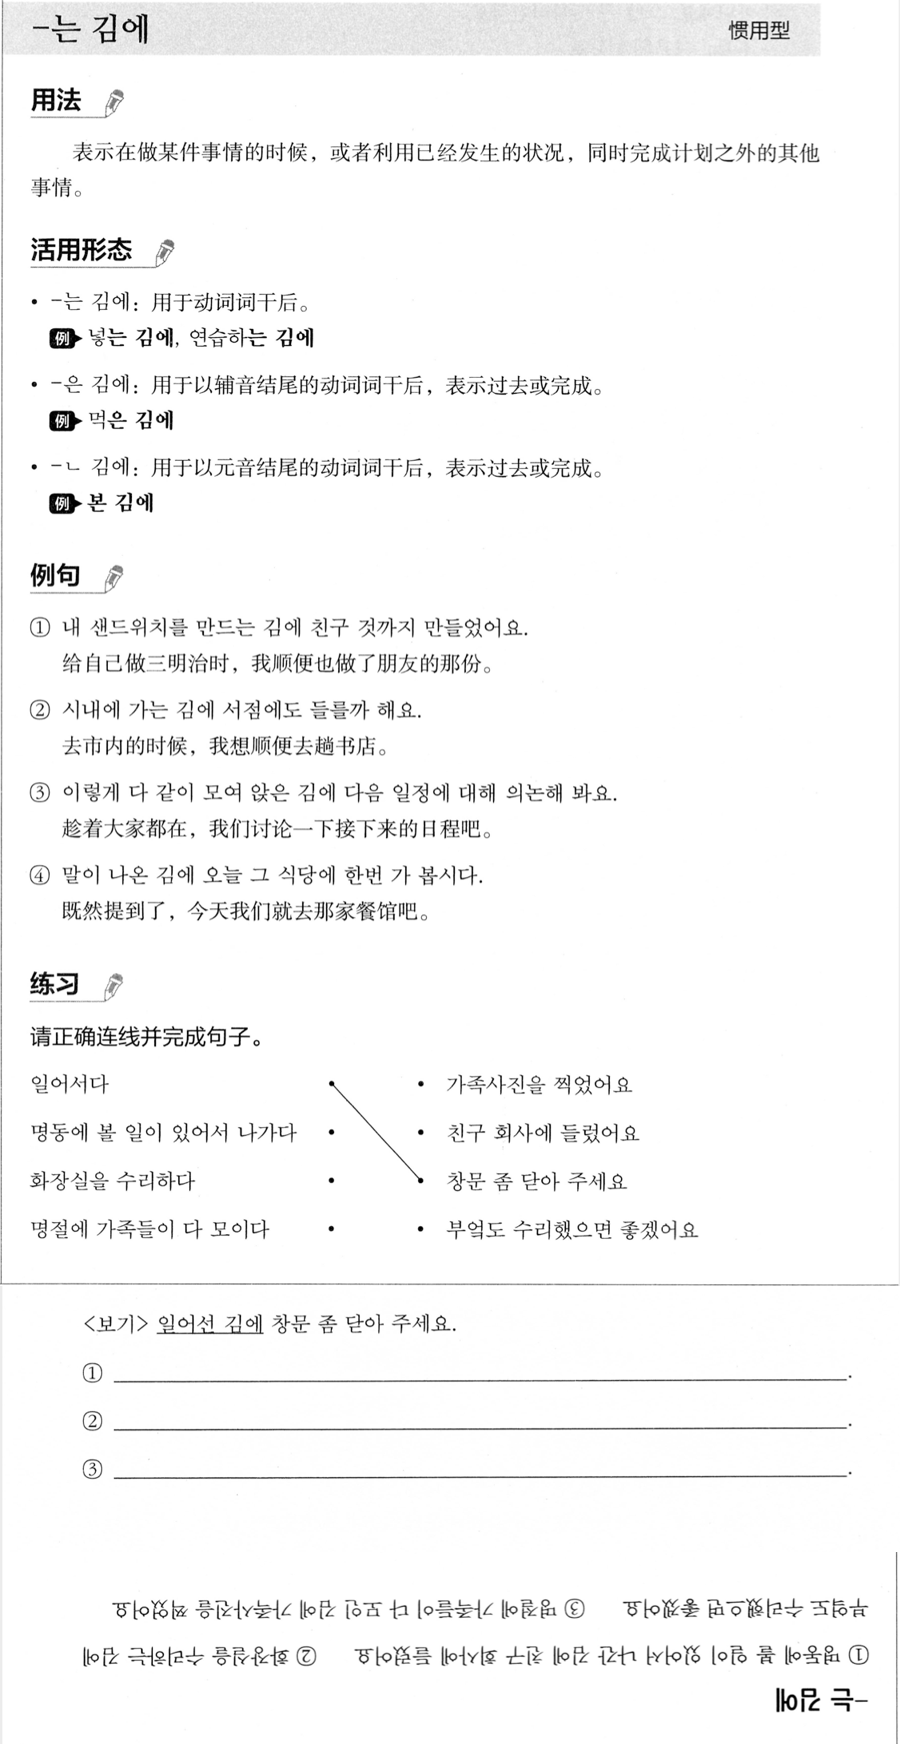 -는 김에 惯用型
用法
表示在做某件事情的时候，或者利用已经发生的状况，同时完成计划之外的其他
事情。
活用形态
• -는 김에：用于动词词干后。
例 넣는 김에, 연습하는 김에
• -은 김에：用于以辅音结尾的动词词干后，表示过去或完成。
例 먹은 김에
• -ㄴ 김에：用于以元音结尾的动词词干后，表示过去或完成。
例 본 김에
例句
① 내 샌드위치를 만드는 김에 친구 것까지 만들었어요.
给自己做三明治时，我顺便也做了朋友的那份。
② 시내에 가는 김에 서점에도 들를까 해요.
去市内的时候，我想顺便去趟书店。
③ 이렇게 다 같이 모여 앉은 김에 다음 일정에 대해 의논해 봐요.
趁着大家都在，我们讨论一下接下来的日程吧。
④ 말이 나온 김에 오늘 그 식당에 한번 가 봅시다.
既然提到了，今天我们就去那家餐馆吧。
练习
请正确连线并完成句子。
일어서다 • • 가족사진을 찍었어요
명동에 볼 일이 있어서 나가다 • • 친구 회사에 들렀어요
화장실을 수리하다 • • 창문 좀 닫아 주세요
명절에 가족들이 다 모이다 • • 부엌도 수리했으면 좋겠어요
<보기> 일어선 김에 창문 좀 닫아 주세요.
① .
② .
③ .
-는 김에
① 명동에 볼 일이 있어서 나간 김에 친구 회사에 들렀어요 ② 화장실을 수리하는 김에
부엌도 수리했으면 좋겠어요 ③ 명절에 가족들이 다 모인 김에 가족사진을 찍었어요